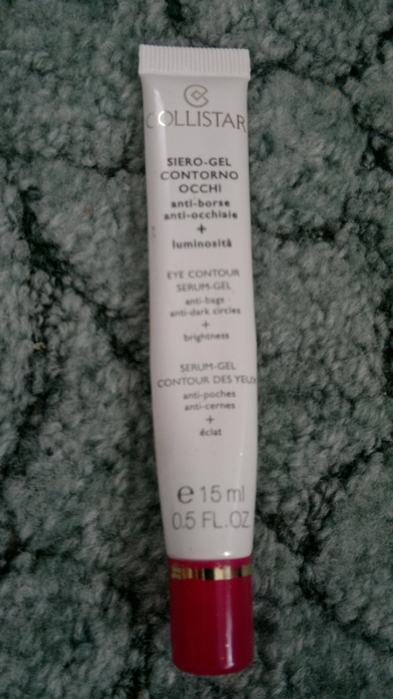 COLLISTAR
SIERO-GEL
CONTORNO
OCCHI
anti-borse
anti-occhiaie
+
luminosità
EYE CONTOUR
SERUM-GEL
anti-bags
anti-dark circles
+
brightness
SERUM-GEL
CONTOUR DES YEUX
anti-poches
anti-cernes
+
éclat
e 15 ml
0.5 FL.OZ.